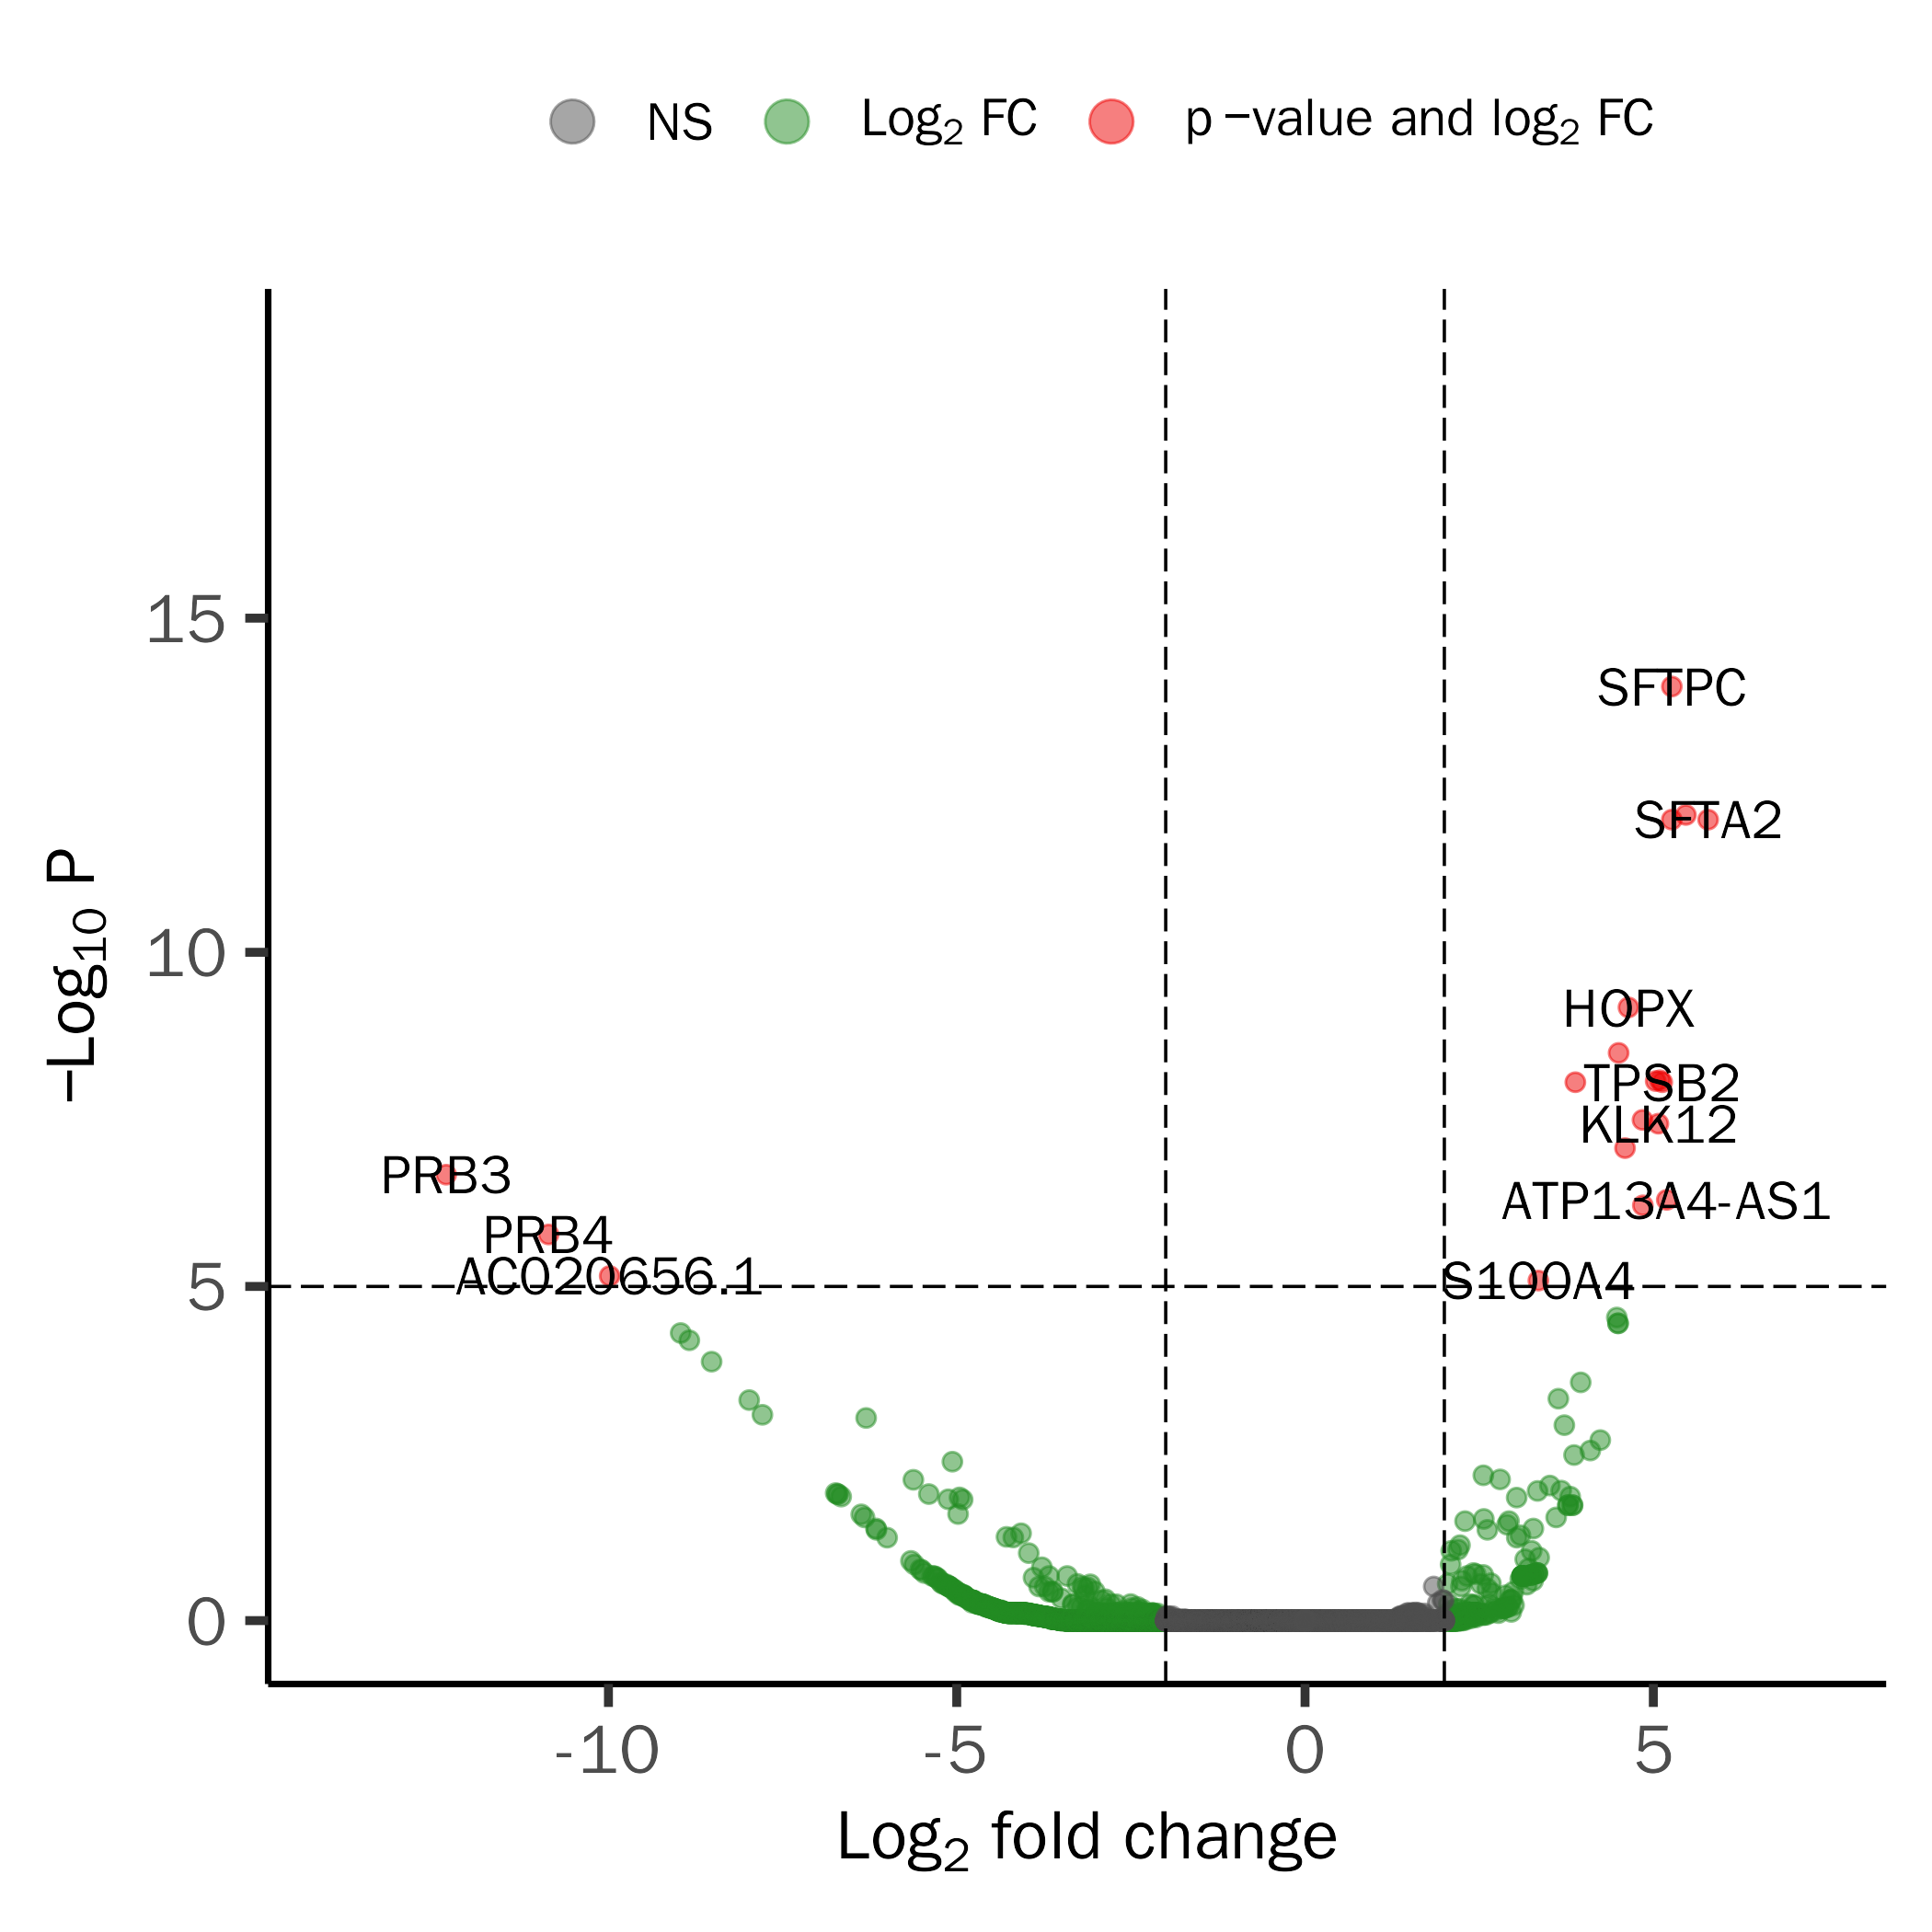 NS Log2 FC p −value and log2 FC
−Log10 P
15
10
5
0
SFTPC
SFTA2
HOPX
TPSB2
KLK12
PRB3
ATP13A4-AS1
PRB4
AC020656.1
S100A4
-10 -5 0 5
Log2 fold change